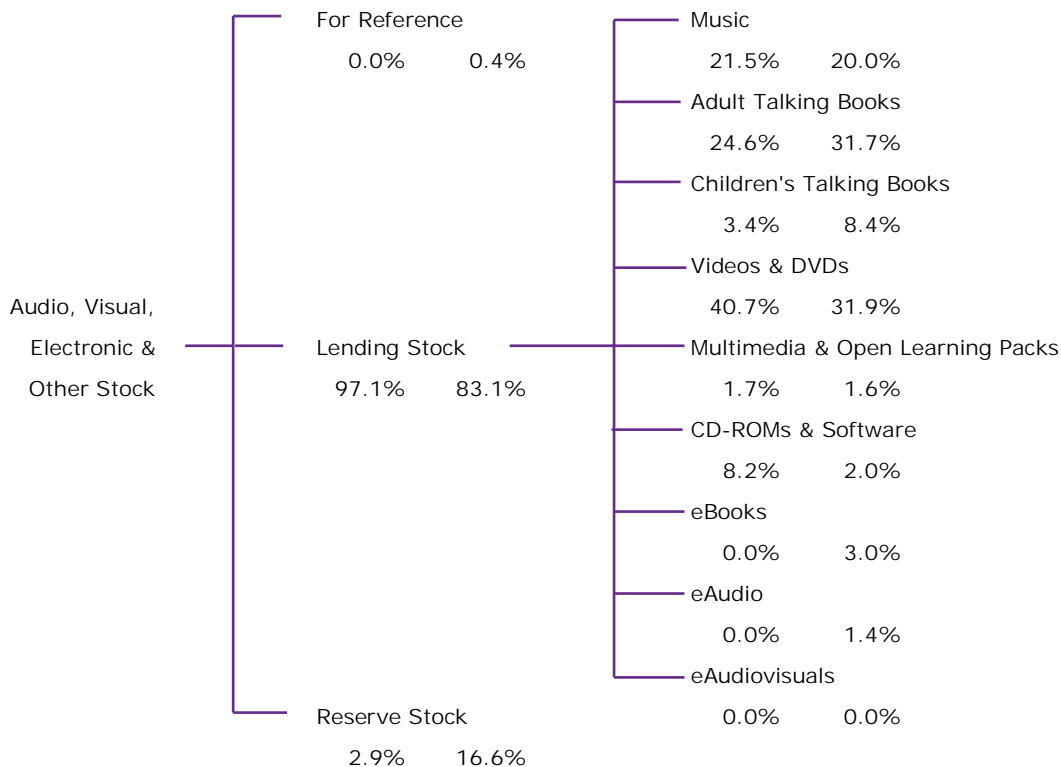 For Reference
0.0% 0.4%
Music
21.5% 20.0%
Adult Talking Books
24.6% 31.7%
Children's Talking Books
3.4% 8.4%
Videos & DVDs
40.7% 31.9%
Audio, Visual,
Electronic &
Other Stock
Lending Stock
97.1% 83.1%
Multimedia & Open Learning Packs
1.7% 1.6%
CD-ROMs & Software
8.2% 2.0%
eBooks
0.0% 3.0%
eAudio
0.0% 1.4%
eAudiovisuals
0.0% 0.0%
Reserve Stock
2.9% 16.6%